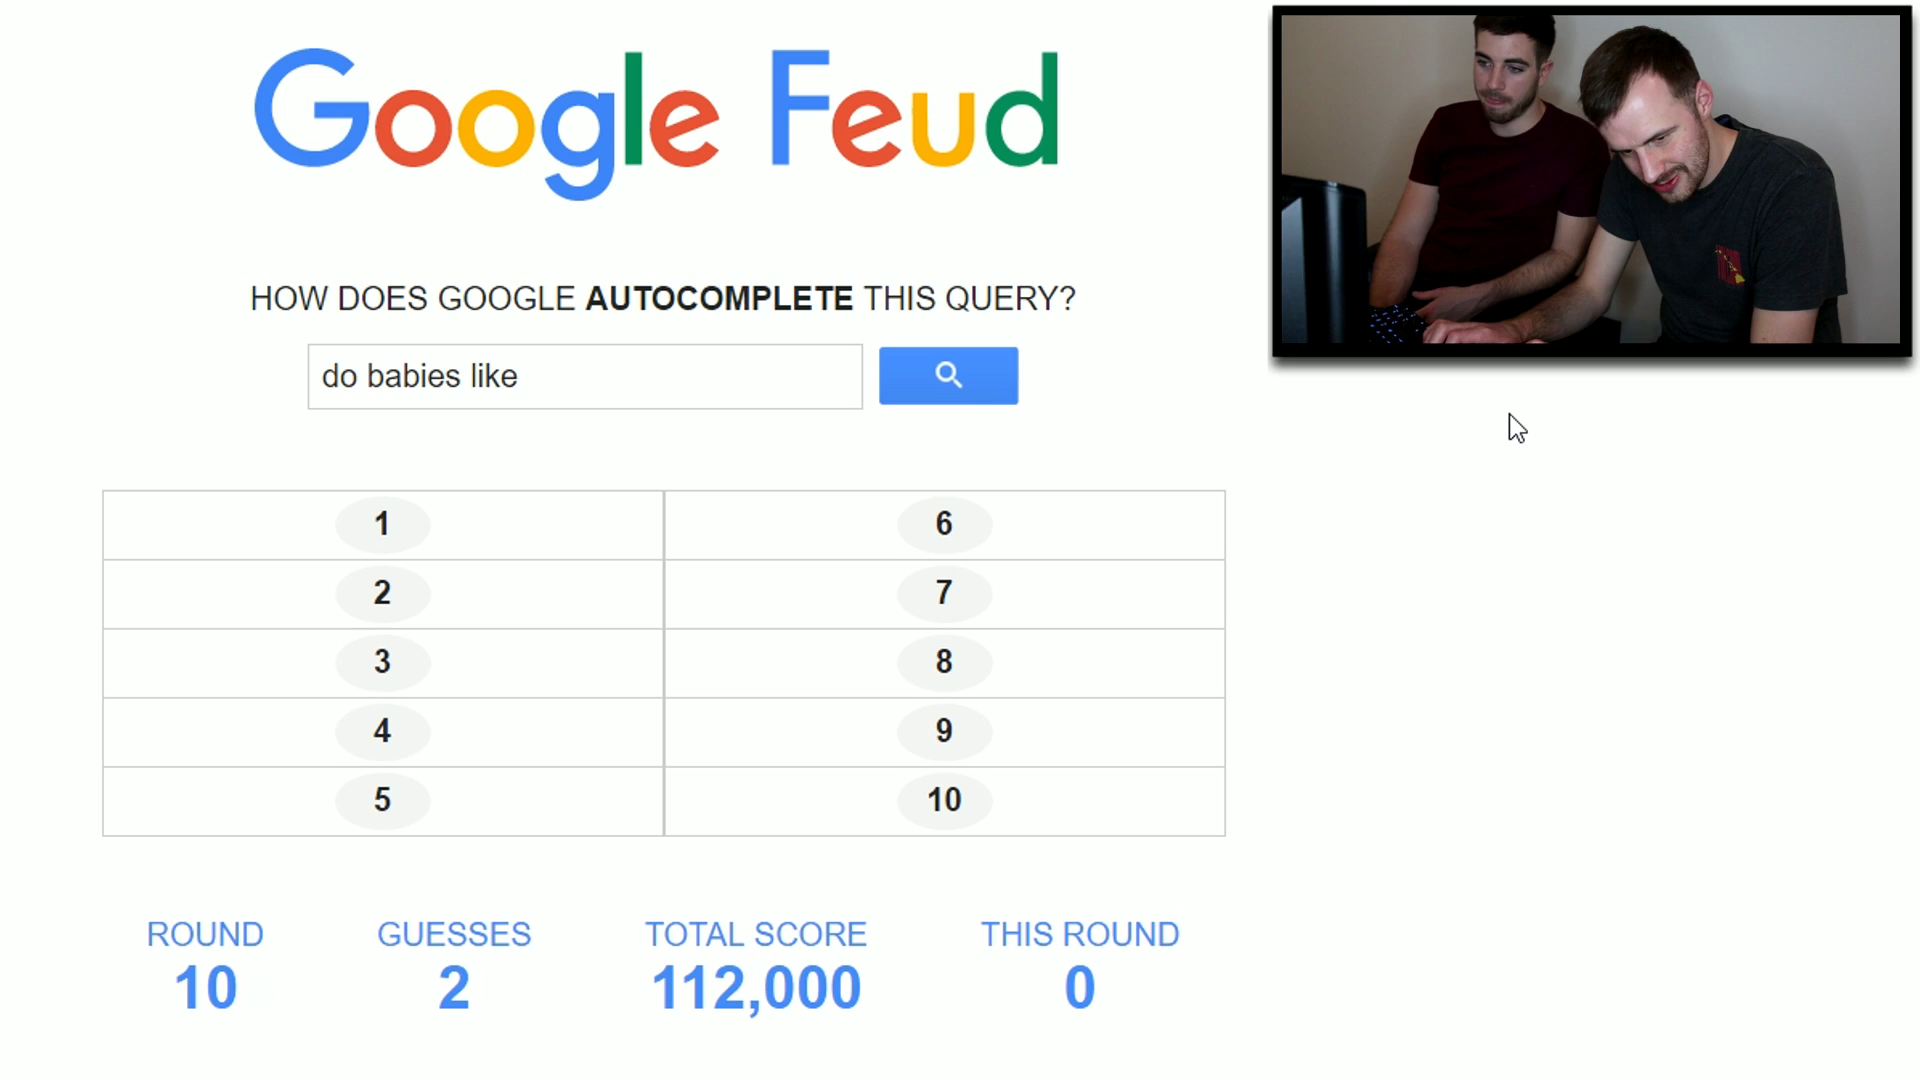 Google Feud
HOW DOES GOOGLE AUTOCOMPLETE THIS QUERY?
do babies like
1
6
2
7
3
8
4
9
5
10
ROUND
GUESSES
TOTAL SCORE
THIS ROUND
10
2
112,000
0